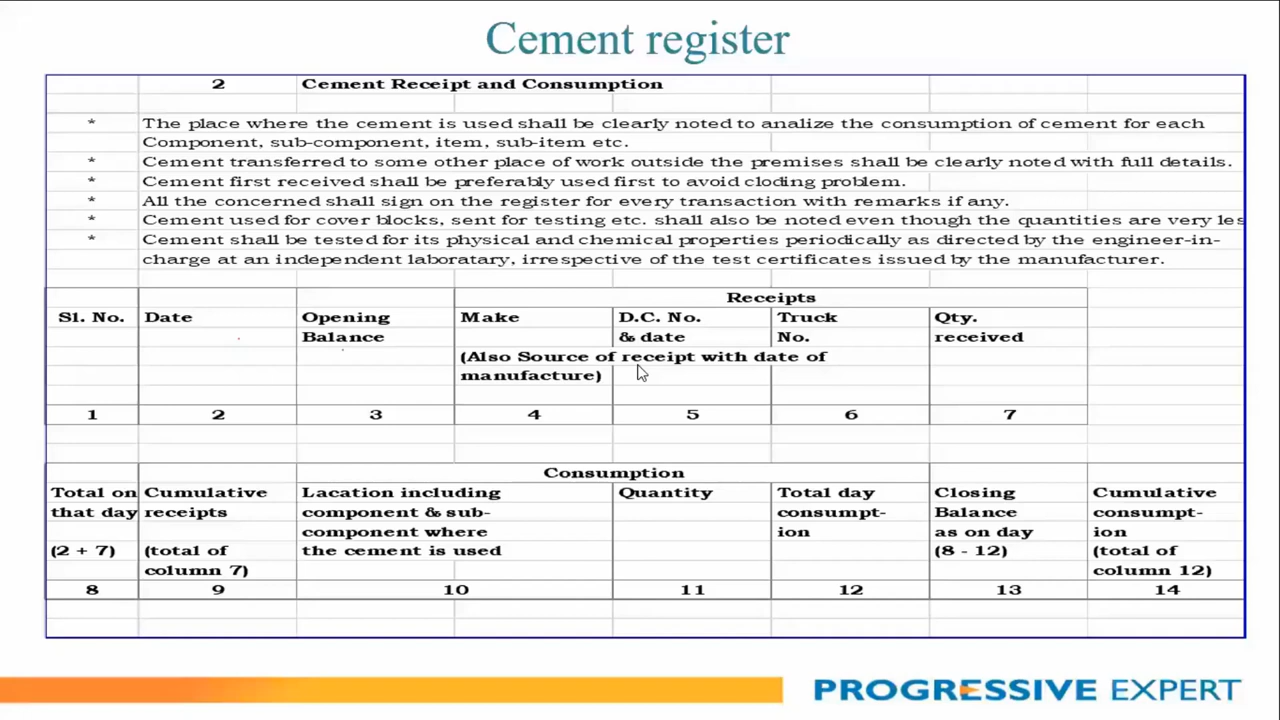 Cement register
2 Cement Receipt and Consumption
* The place where the cement is used shall be clearly noted to analize the consumption of cement for each
Component, sub-component, item, sub-item etc.
* Cement transferred to some other place of work outside the premises shall be clearly noted with full details.
* Cement first received shall be preferably used first to avoid cloding problem.
* All the concerned shall sign on the register for every transaction with remarks if any.
* Cement used for cover blocks, sent for testing etc. shall also be noted even though the quantities are very les
* Cement shall be tested for its physical and chemical properties periodically as directed by the engineer-in-
charge at an independent laboratary, irrespective of the test certificates issued by the manufacturer.
Receipts
Sl. No. Date Opening Make D.C. No. Truck Qty.
Balance & date No. received
(Also Source of receipt with date of
manufacture)
1 2 3 4 5 6 7
Consumption
Total on Cumulative Lacation including Quantity Total day Closing Cumulative
that day receipts component & sub- consumpt- Balance consumpt-
component where ion as on day ion
(2 + 7) (total of the cement is used (8 - 12) (total of
column 7) column 12)
8 9 10 11 12 13 14
PROGRESSIVE EXPERT